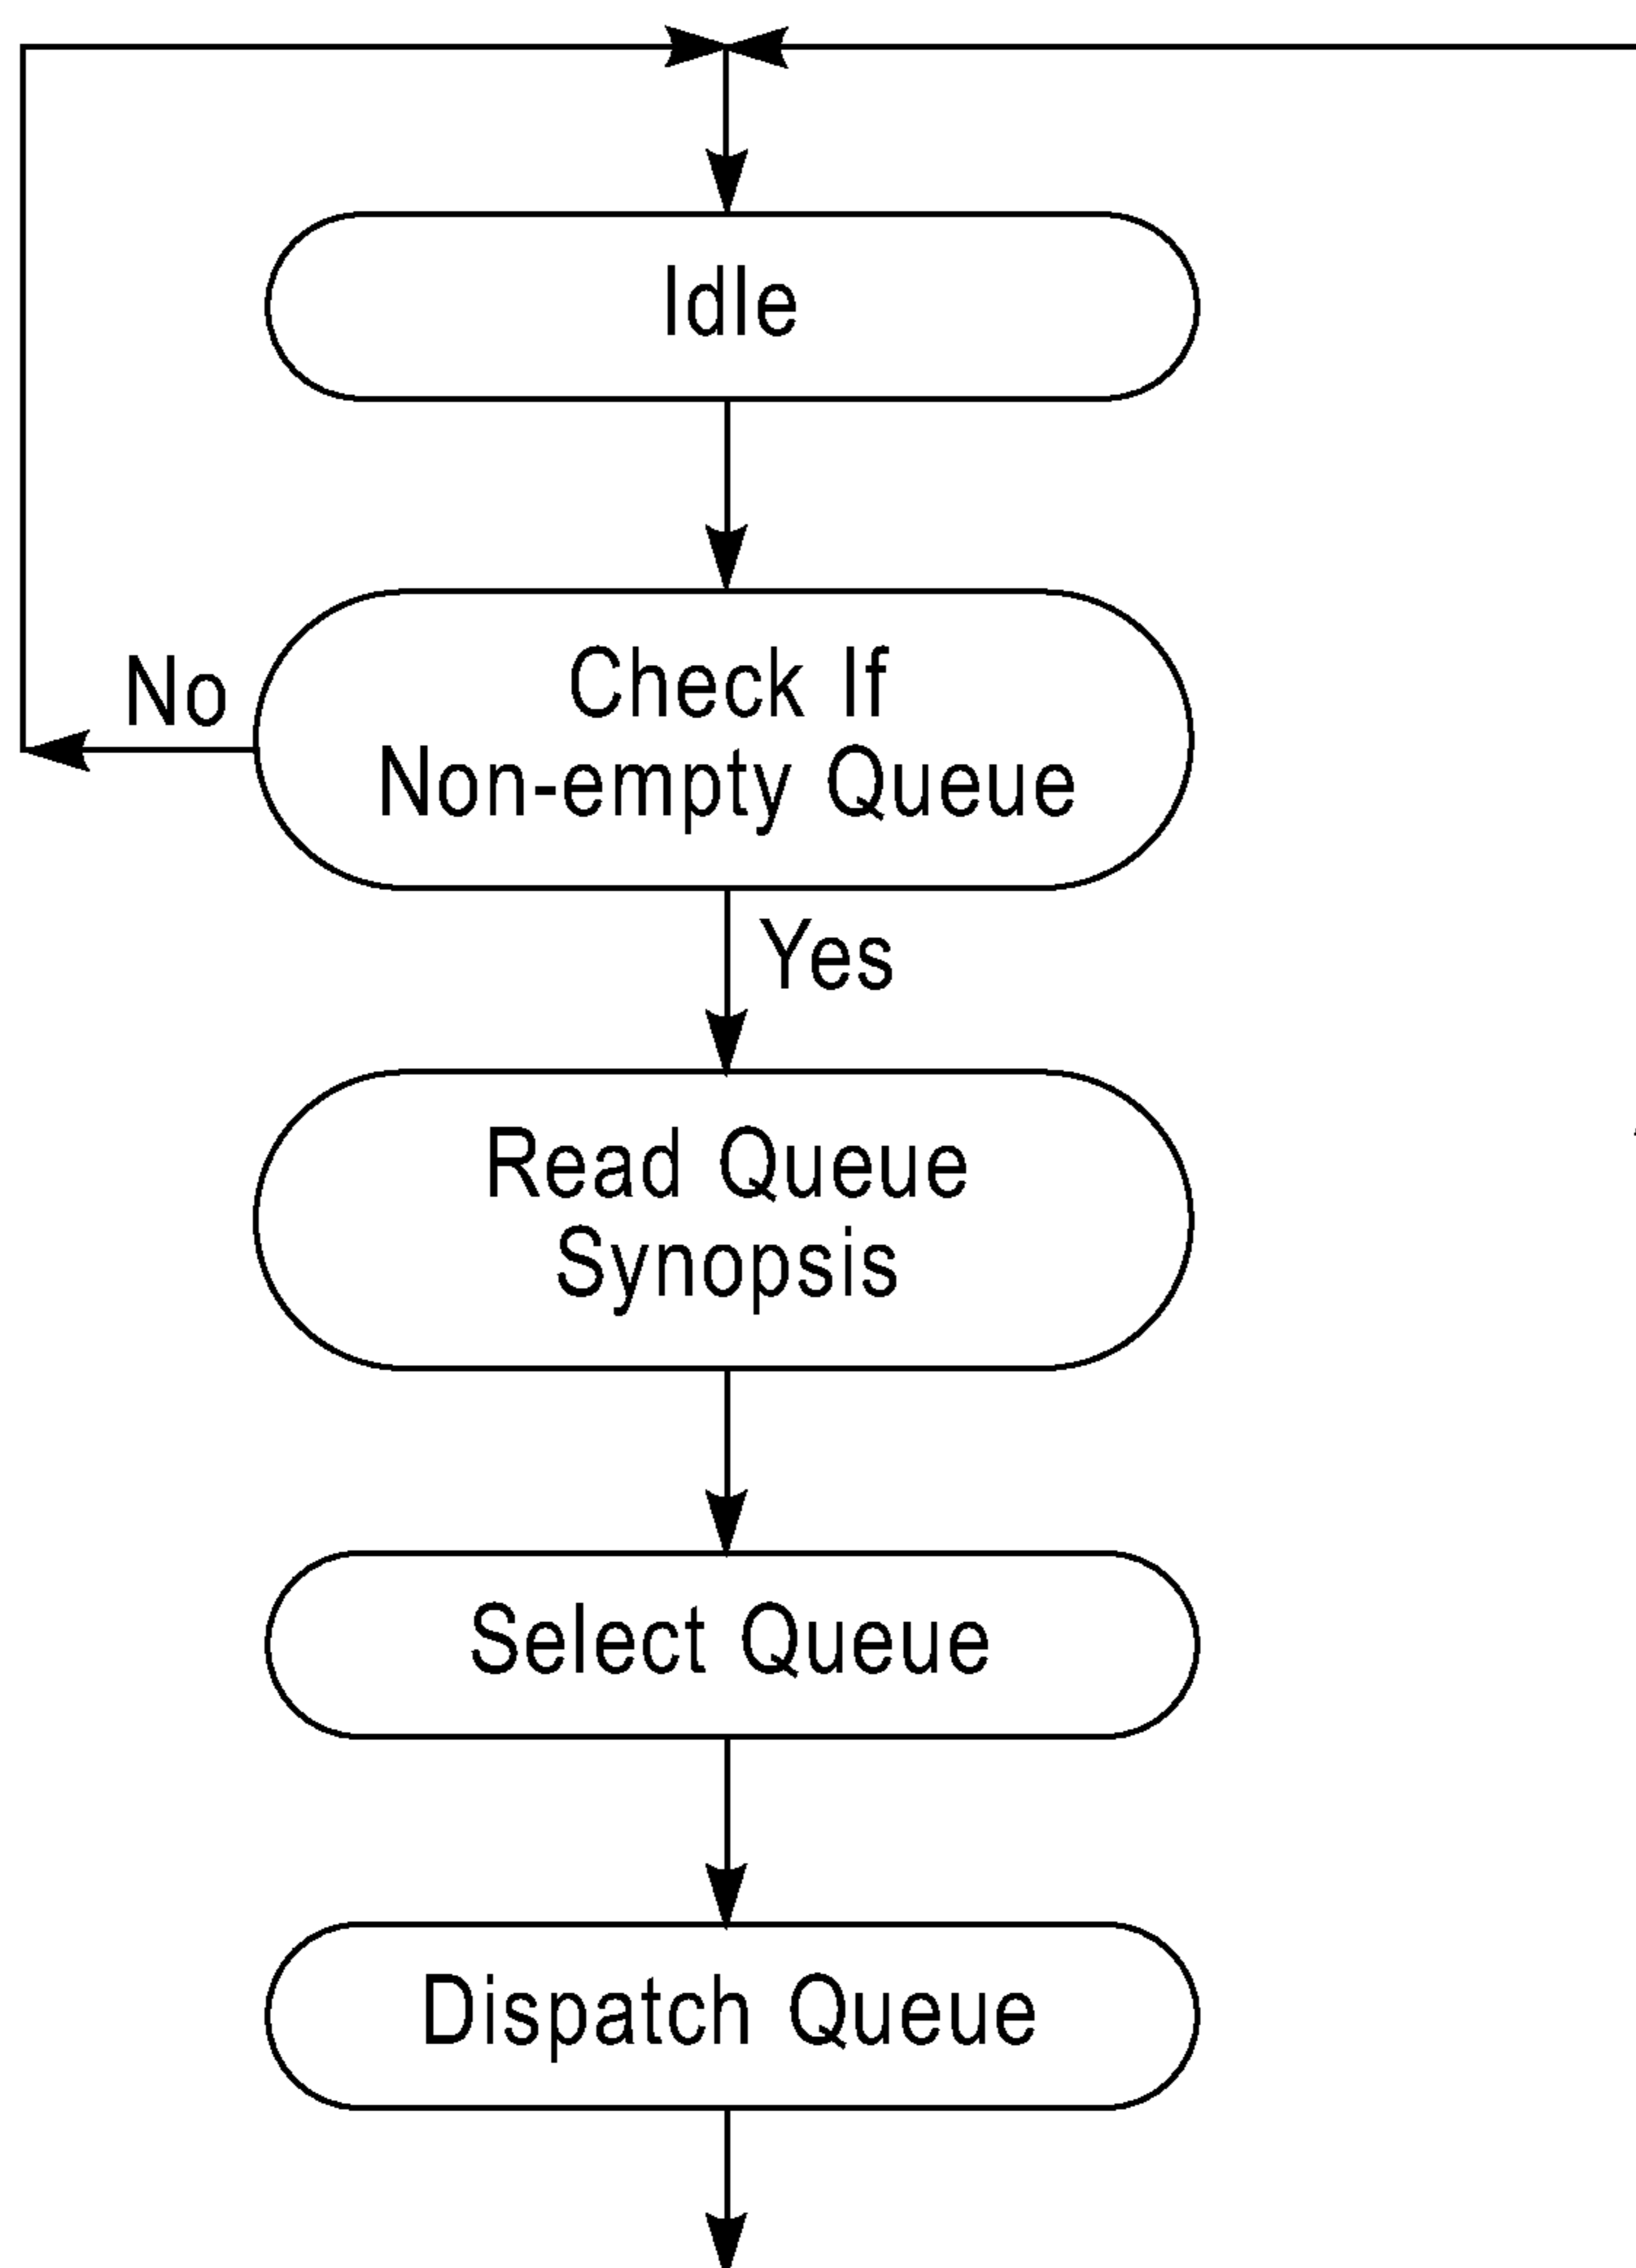 Idle
Check If
Non-empty Queue
No
Yes
Read Queue
Synopsis
Select Queue
Dispatch Queue